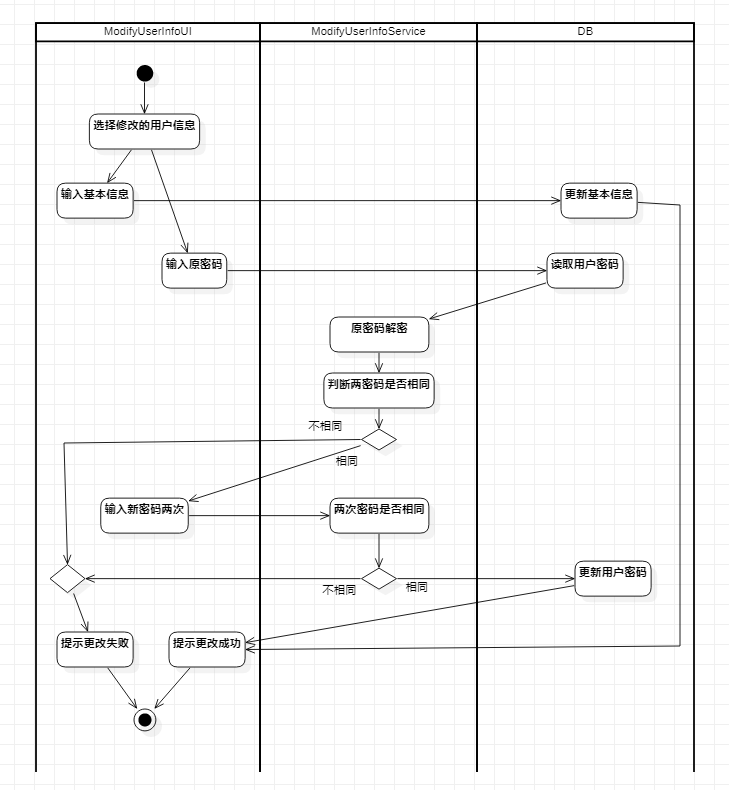 ModifyUserInfoUI
ModifyUserInfoService
DB
选择修改的用户信息
输入基本信息
更新基本信息
输入原密码
读取用户密码
原密码解密
判断两密码是否相同
不相同
相同
输入新密码两次
两次密码是否相同
更新用户密码
不相同
相同
提示更改失败
提示更改成功